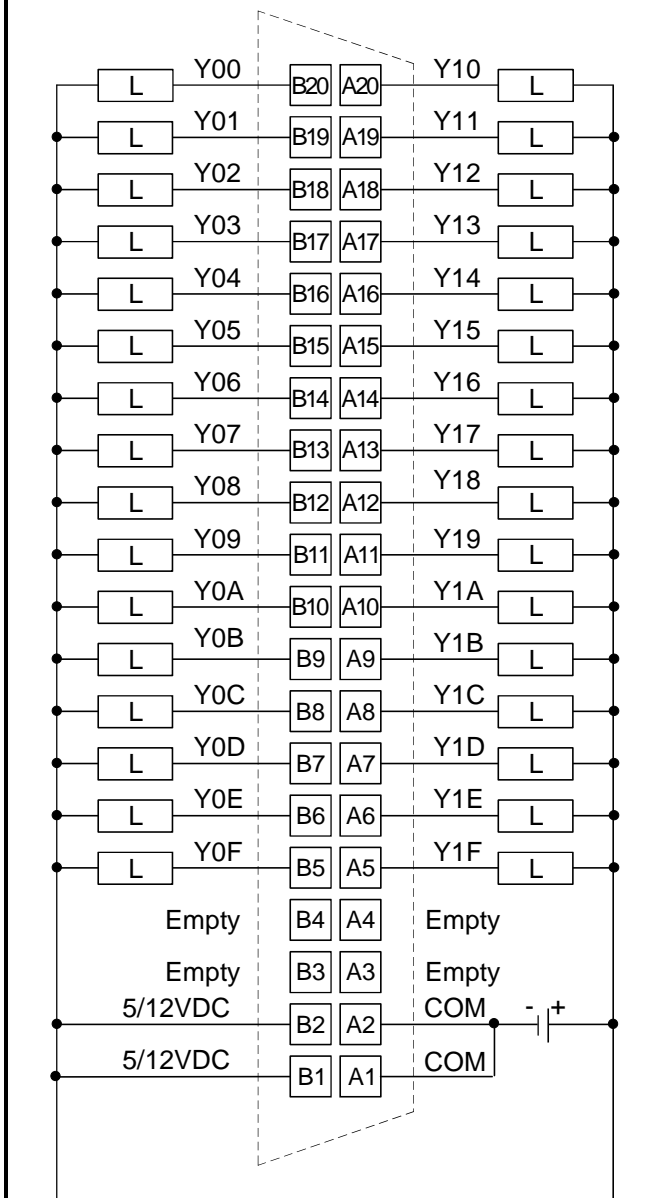 L Y00 B20 A20 Y10 L
L Y01 B19 A19 Y11 L
L Y02 B18 A18 Y12 L
L Y03 B17 A17 Y13 L
L Y04 B16 A16 Y14 L
L Y05 B15 A15 Y15 L
L Y06 B14 A14 Y16 L
L Y07 B13 A13 Y17 L
L Y08 B12 A12 Y18 L
L Y09 B11 A11 Y19 L
L Y0A B10 A10 Y1A L
L Y0B B9 A9 Y1B L
L Y0C B8 A8 Y1C L
L Y0D B7 A7 Y1D L
L Y0E B6 A6 Y1E L
L Y0F B5 A5 Y1F L
Empty B4 A4 Empty
Empty B3 A3 Empty
5/12VDC B2 A2 COM - +
5/12VDC B1 A1 COM